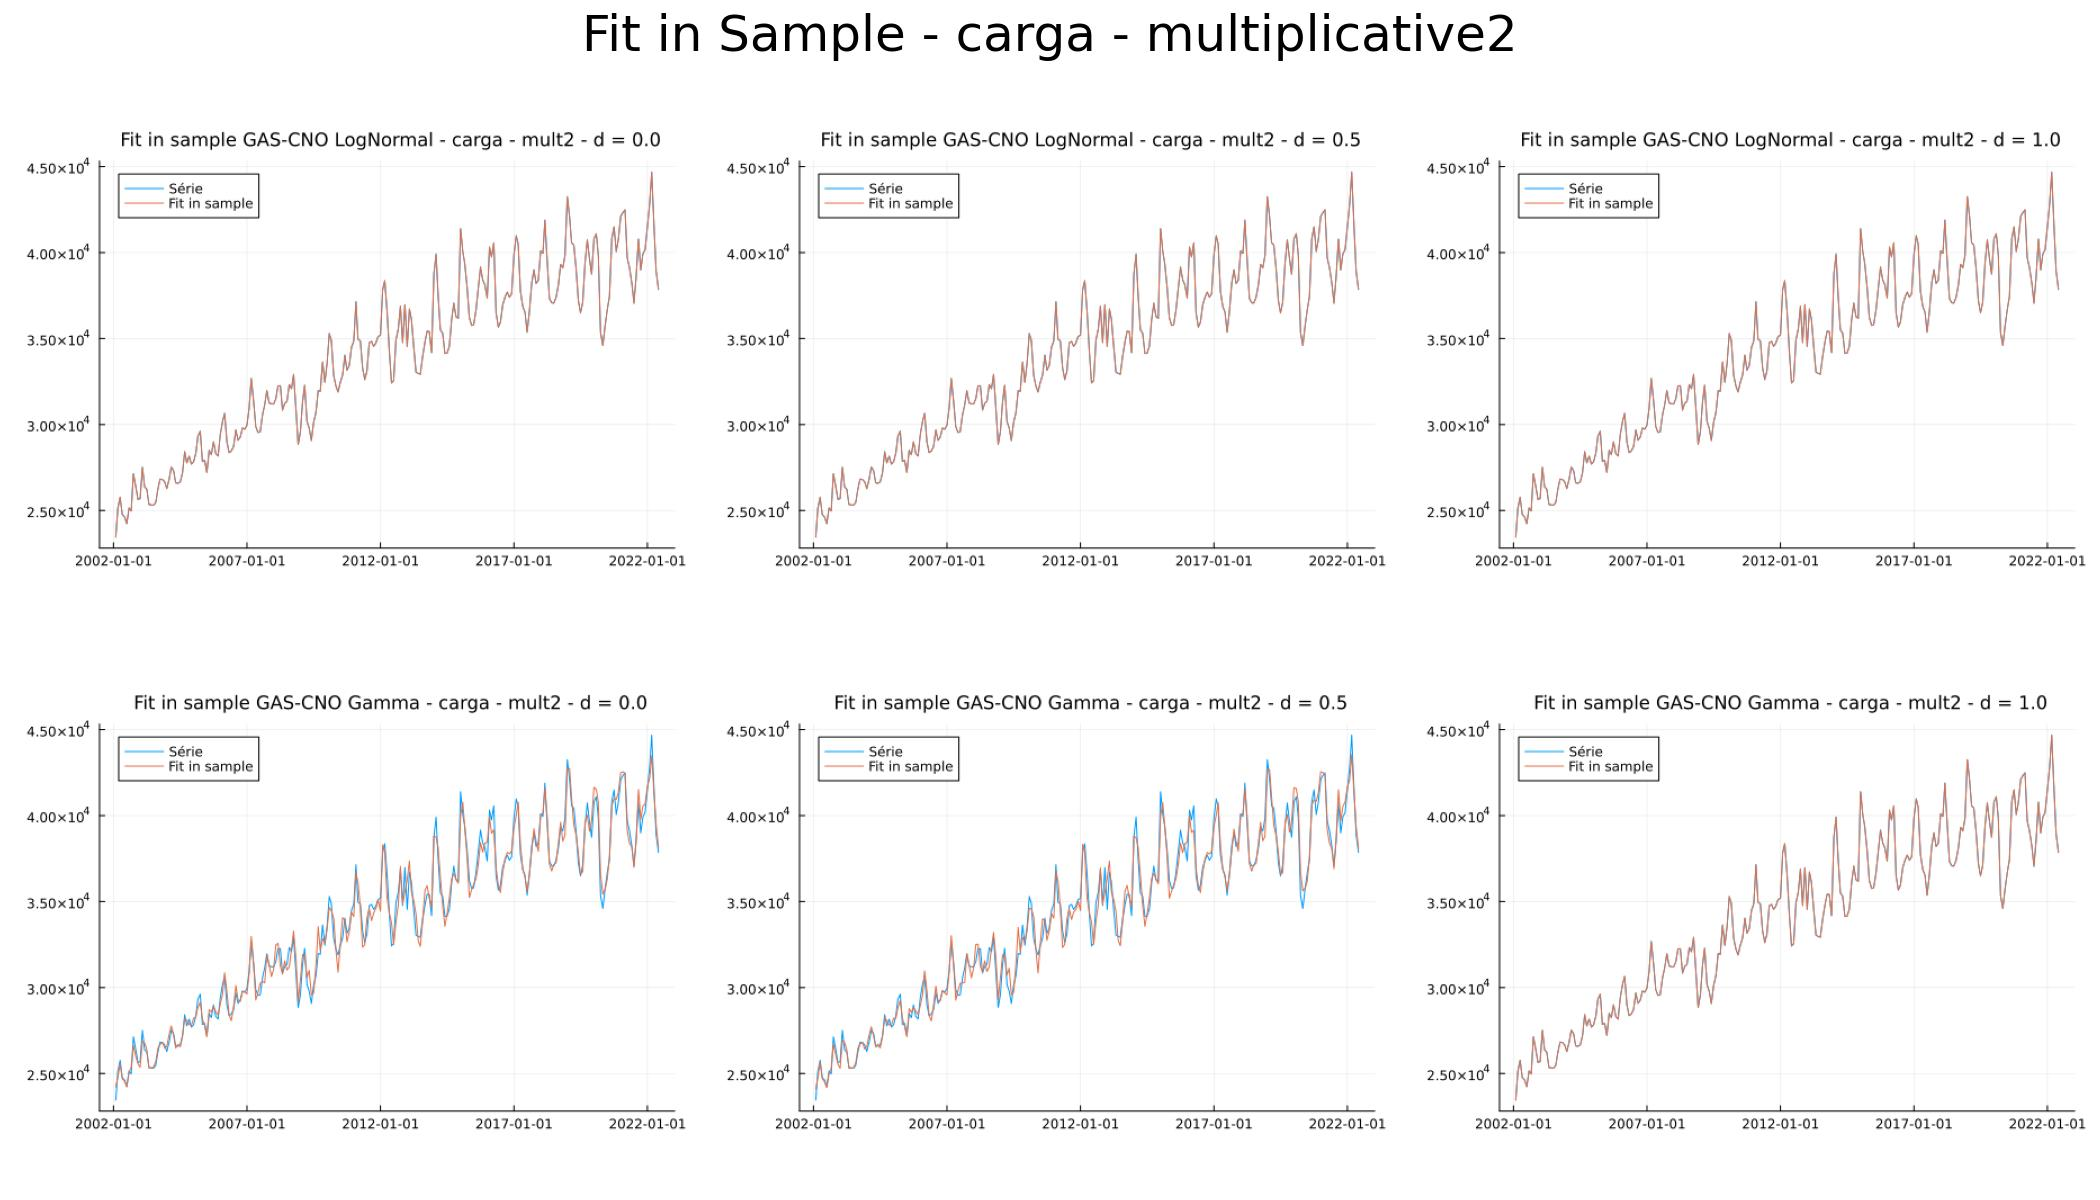 Fit in Sample - carga - multiplicative2
Fit in sample GAS-CNO LogNormal - carga - mult2 - d = 0.0
4.50×10⁴
Série
Fit in sample
4.00×10⁴
3.50×10⁴
3.00×10⁴
2.50×10⁴
2002-01-01 2007-01-01 2012-01-01 2017-01-01 2022-01-01
Fit in sample GAS-CNO LogNormal - carga - mult2 - d = 0.5
4.50×10⁴
Série
Fit in sample
4.00×10⁴
3.50×10⁴
3.00×10⁴
2.50×10⁴
2002-01-01 2007-01-01 2012-01-01 2017-01-01 2022-01-01
Fit in sample GAS-CNO LogNormal - carga - mult2 - d = 1.0
4.50×10⁴
Série
Fit in sample
4.00×10⁴
3.50×10⁴
3.00×10⁴
2.50×10⁴
2002-01-01 2007-01-01 2012-01-01 2017-01-01 2022-01-01
Fit in sample GAS-CNO Gamma - carga - mult2 - d = 0.0
4.50×10⁴
Série
Fit in sample
4.00×10⁴
3.50×10⁴
3.00×10⁴
2.50×10⁴
2002-01-01 2007-01-01 2012-01-01 2017-01-01 2022-01-01
Fit in sample GAS-CNO Gamma - carga - mult2 - d = 0.5
4.50×10⁴
Série
Fit in sample
4.00×10⁴
3.50×10⁴
3.00×10⁴
2.50×10⁴
2002-01-01 2007-01-01 2012-01-01 2017-01-01 2022-01-01
Fit in sample GAS-CNO Gamma - carga - mult2 - d = 1.0
4.50×10⁴
Série
Fit in sample
4.00×10⁴
3.50×10⁴
3.00×10⁴
2.50×10⁴
2002-01-01 2007-01-01 2012-01-01 2017-01-01 2022-01-01